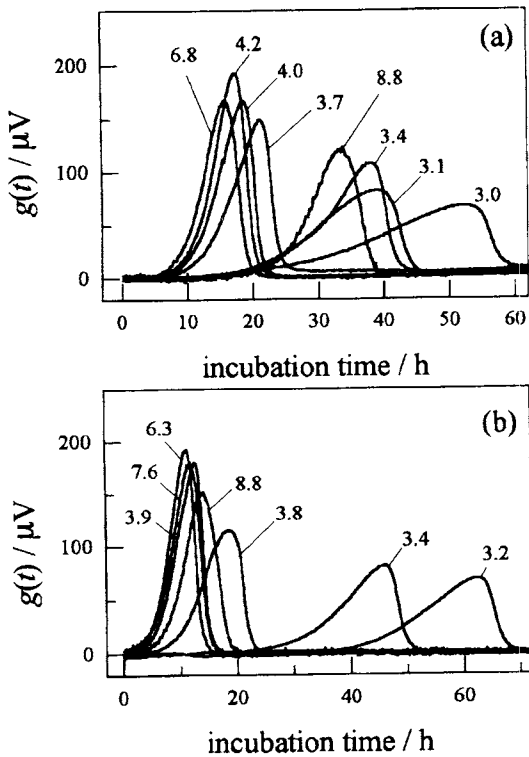 (a)
4.2
6.8
4.0
3.7
8.8
3.4
3.1
3.0
g(t) / μV
200
100
0
0 10 20 30 40 50 60
incubation time / h
(b)
6.3
7.6
3.9
8.8
3.8
3.4
3.2
g(t) / μV
200
100
0
0 20 40 60
incubation time / h